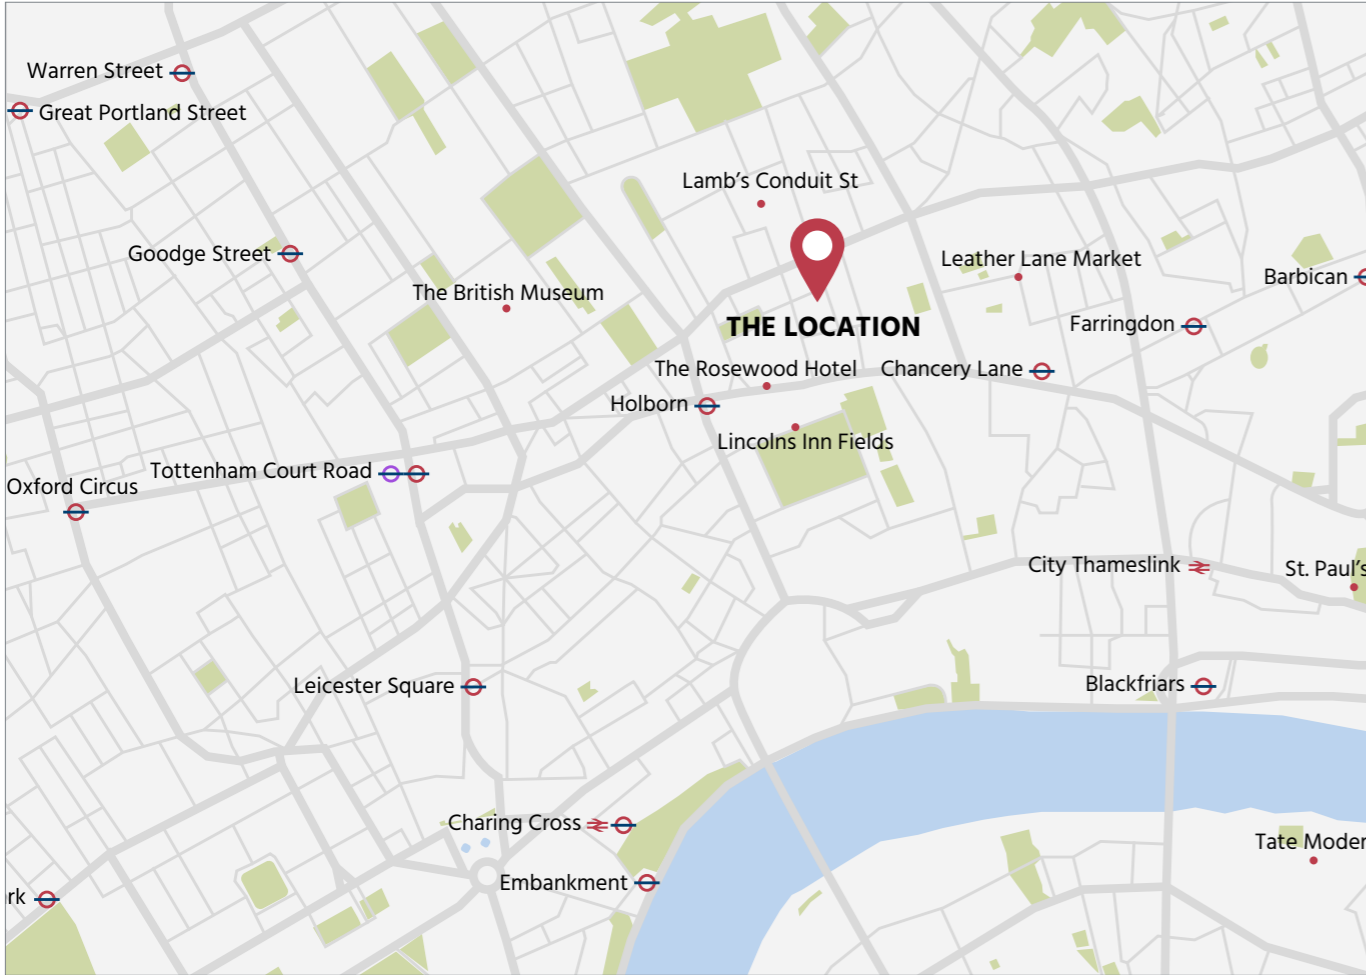 Warren Street
Great Portland Street
Lamb's Conduit St
Goodge Street
Leather Lane Market
The British Museum
Barbican
THE LOCATION
Farringdon
The Rosewood Hotel
Chancery Lane
Holborn
Lincolns Inn Fields
Tottenham Court Road
Oxford Circus
City Thameslink
St. Paul's
Leicester Square
Blackfriars
Charing Cross
Tate Moder
Embankment
rk